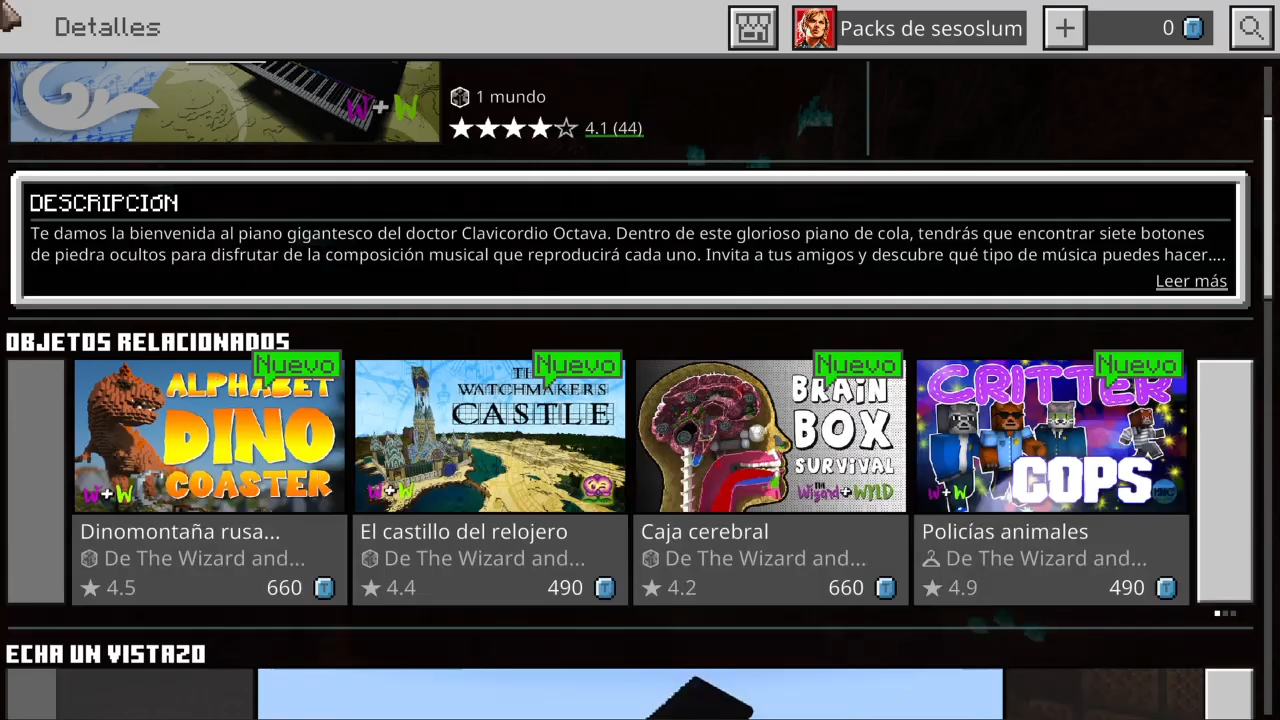 Detalles
Packs de sesoslum
0
W+W
1 mundo
4.1 (44)
DESCRIPCIÓN
Te damos la bienvenida al piano gigantesco del doctor Clavicordio Octava. Dentro de este glorioso piano de cola, tendrás que encontrar siete botones
de piedra ocultos para disfrutar de la composición musical que reproducirá cada uno. Invita a tus amigos y descubre qué tipo de música puedes hacer....
Leer más
OBJETOS RELACIONADOS
Nuevo
ALPHABET
DINO
COASTER
W+W
Dinomontaña rusa...
De The Wizard and...
4.5
660
Nuevo
WATCHMAKERS
CASTLE
W+W
El castillo del relojero
De The Wizard and...
4.4
490
Nuevo
BRAIN
BOX
SURVIVAL
THE
Wizard+WYLD
Caja cerebral
De The Wizard and...
4.2
660
Nuevo
CRITTER
COPS
W+W
Policías animales
De The Wizard and...
4.9
490
ECHA UN VISTAZO